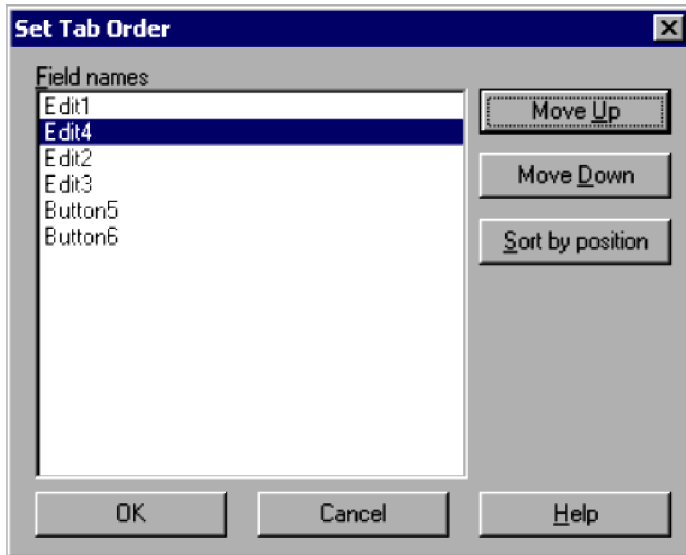 Set Tab Order
Field names
Edit1
Edit4
Edit2
Edit3
Button5
Button6
Move Up
Move Down
Sort by position
OK
Cancel
Help